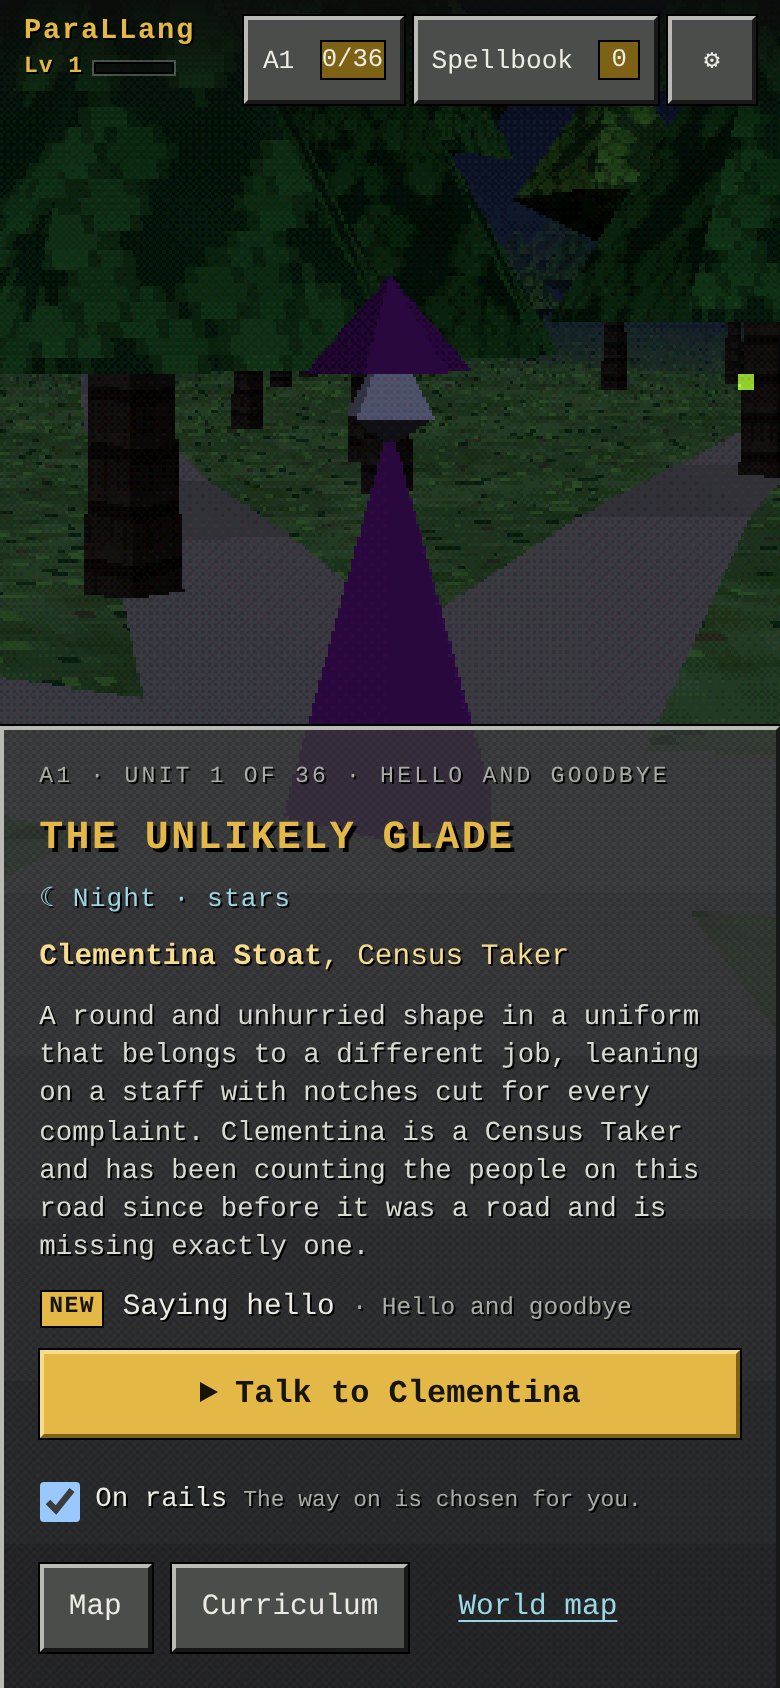 ParaLLang
Lv 1
A1 0/36
Spellbook 0
⚙
A1 · UNIT 1 OF 36 · HELLO AND GOODBYE
THE UNLIKELY GLADE
☾ Night · stars
Clementina Stoat, Census Taker
A round and unhurried shape in a uniform
that belongs to a different job, leaning
on a staff with notches cut for every
complaint. Clementina is a Census Taker
and has been counting the people on this
road since before it was a road and is
missing exactly one.
NEW Saying hello · Hello and goodbye
▶ Talk to Clementina
On rails The way on is chosen for you.
Map Curriculum World map